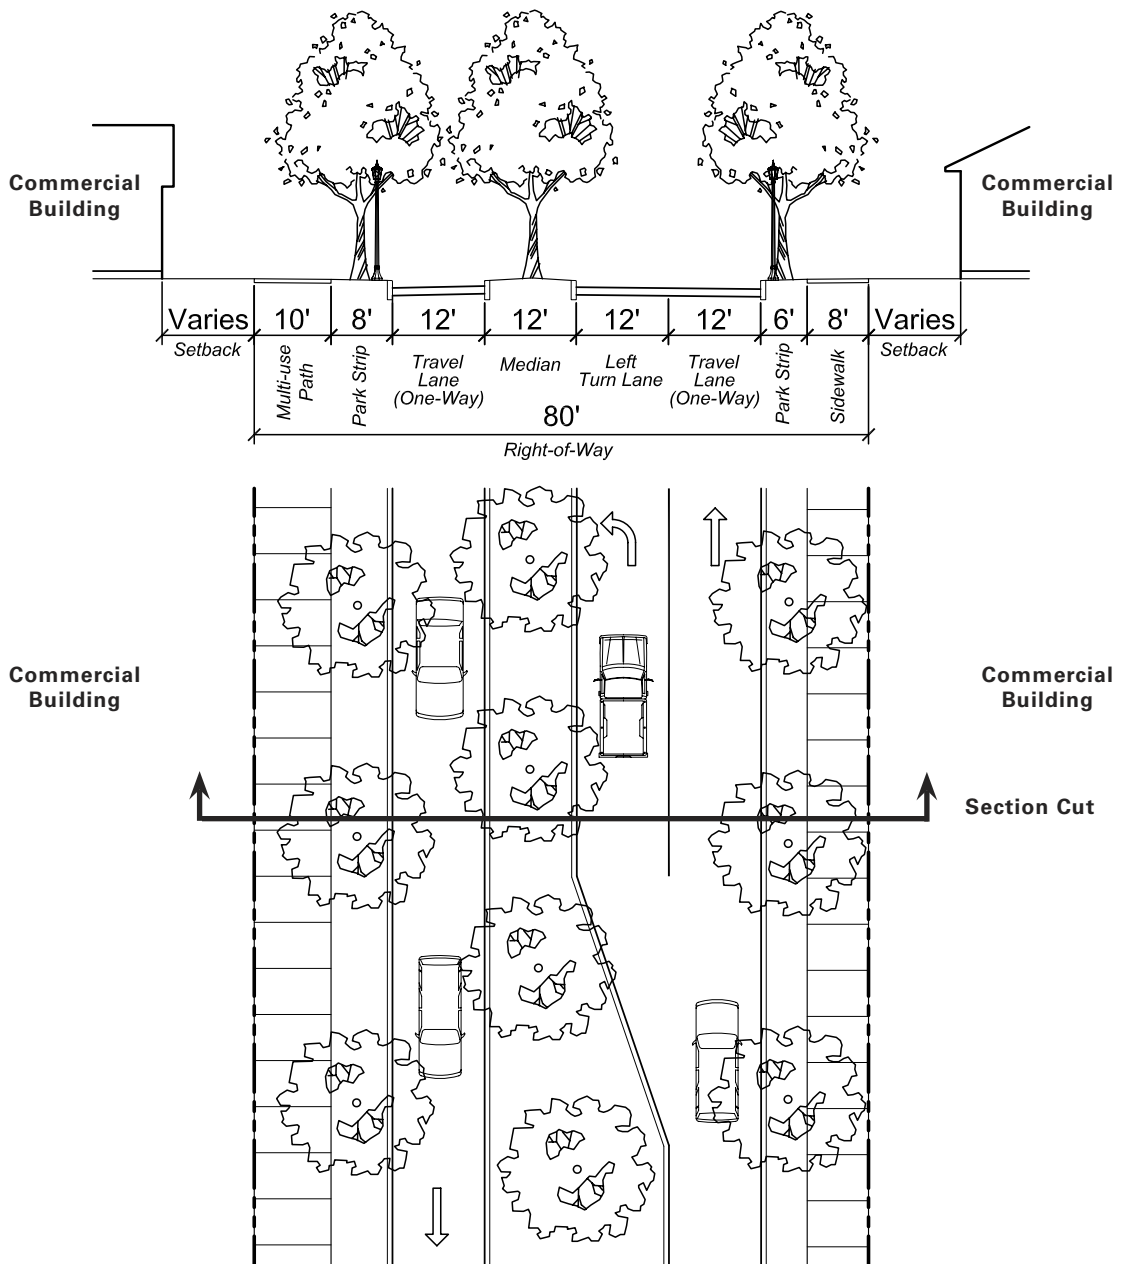 Commercial
Building
Commercial
Building
Varies 10' 8' 12' 12' 12' 12' 6' 8' Varies
Setback
Multi-use
Path
Park Strip
Travel
Lane
(One-Way)
Median
Left
Turn Lane
Travel
Lane
(One-Way)
Park Strip
Sidewalk
Setback
80'
Right-of-Way
Commercial
Building
Commercial
Building
Section Cut